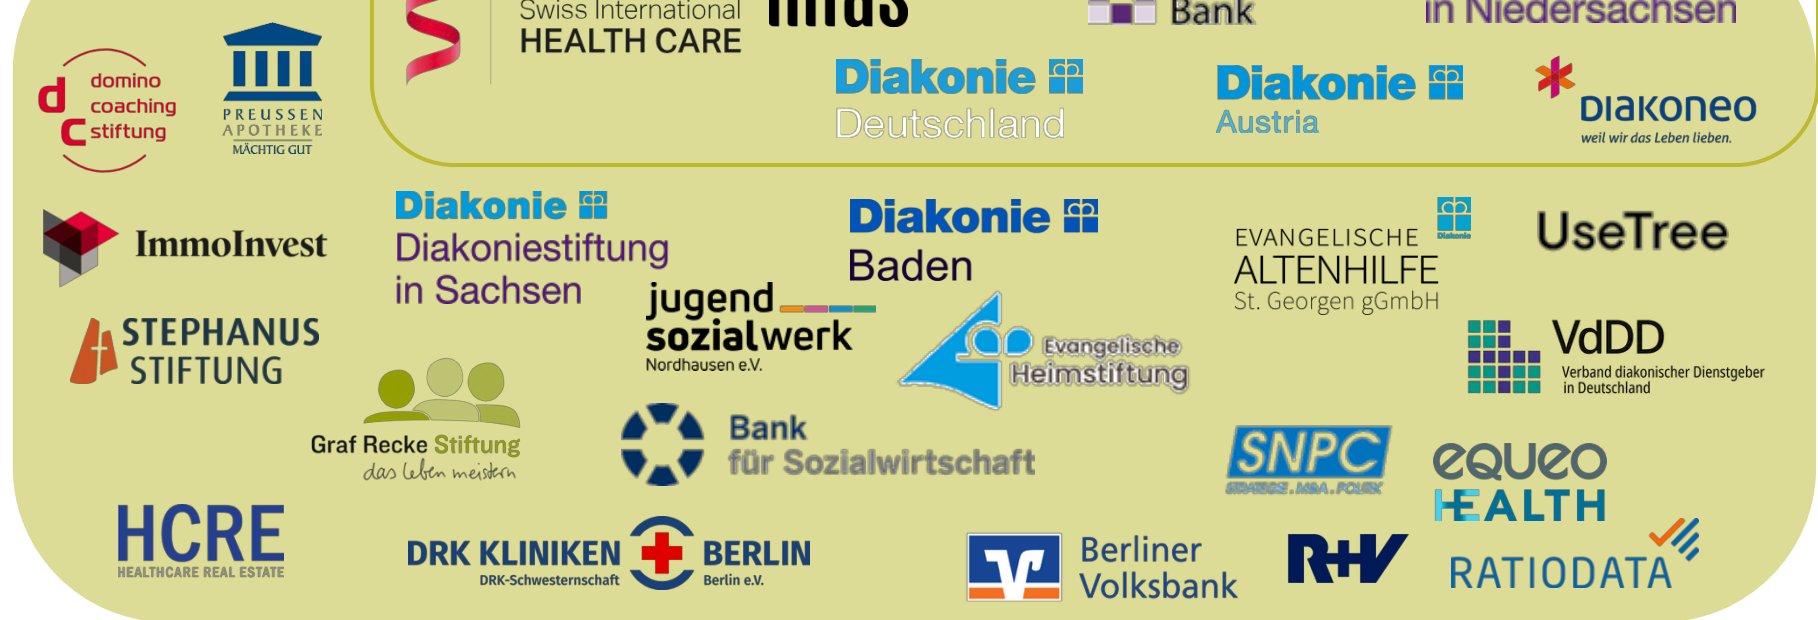 Swiss International
HEALTH CARE
Bank
in Niedersachsen
Diakonie
Deutschland
Diakonie
Austria
DIAKONEO
weil wir das Leben lieben.
d
c
domino
coaching
stiftung
PREUSSEN
APOTHEKE
MÄCHTIG GUT
ImmoInvest
Diakonie
Diakoniestiftung
in Sachsen
Diakonie
Baden
Diakonie
EVANGELISCHE
ALTENHILFE
St. Georgen gGmbH
UseTree
STEPHANUS
STIFTUNG
jugend
sozialwerk
Nordhausen e.V.
Evangelische
Heimstiftung
VdDD
Verband diakonischer Dienstgeber
in Deutschland
Graf Recke Stiftung
das Leben meistern
Bank
für Sozialwirtschaft
SNPC
STRATEGIE . M&A . POLITIK
eQUeO
HEALTH
HCRE
HEALTHCARE REAL ESTATE
DRK KLINIKEN BERLIN
DRK-Schwesternschaft Berlin e.V.
Berliner
Volksbank
R+V
RATIODATA